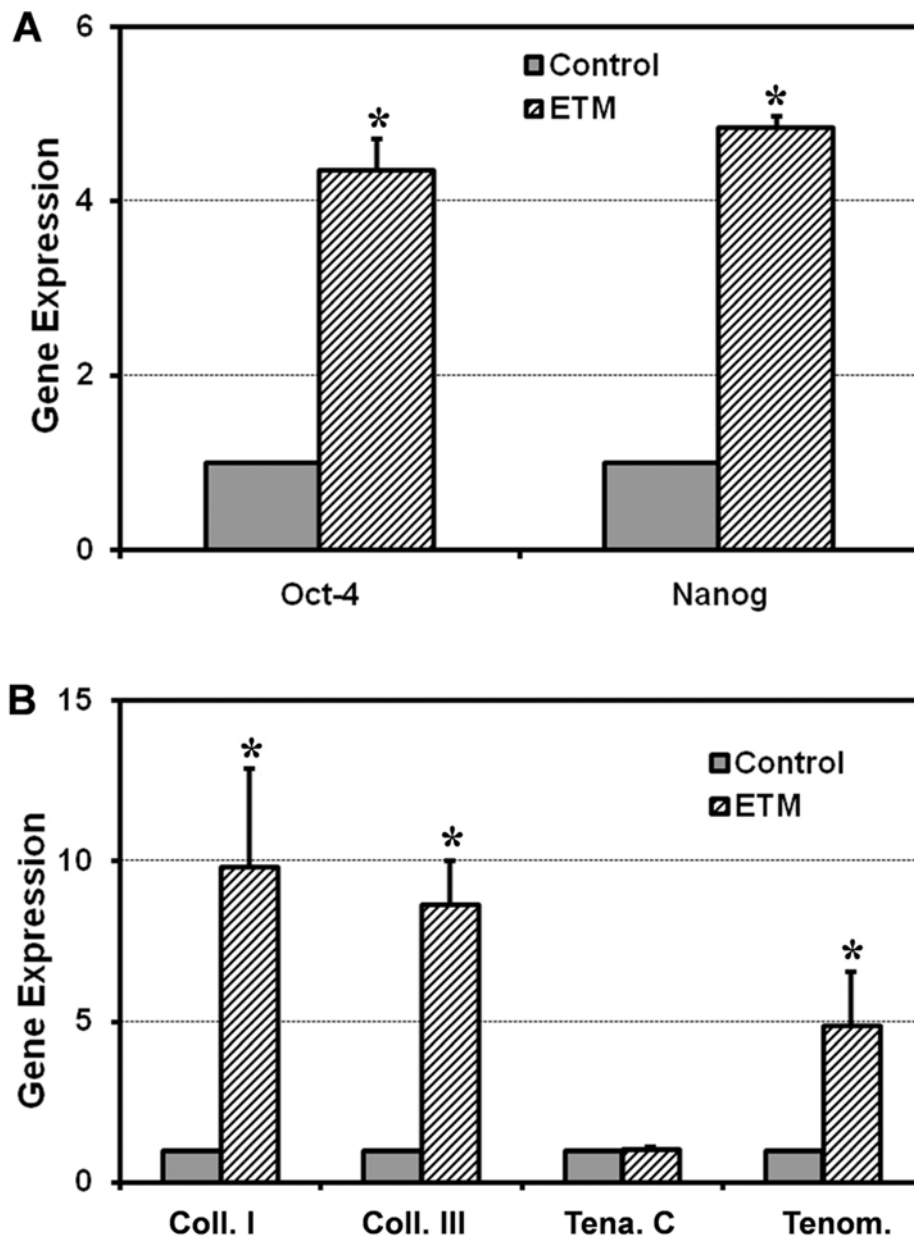 A
6
Control
ETM
*
*
4
Gene Expression
2
0
Oct-4
Nanog
B
15
Control
ETM
*
*
10
*
Gene Expression
5
0
Coll. I
Coll. III
Tena. C
Tenom.